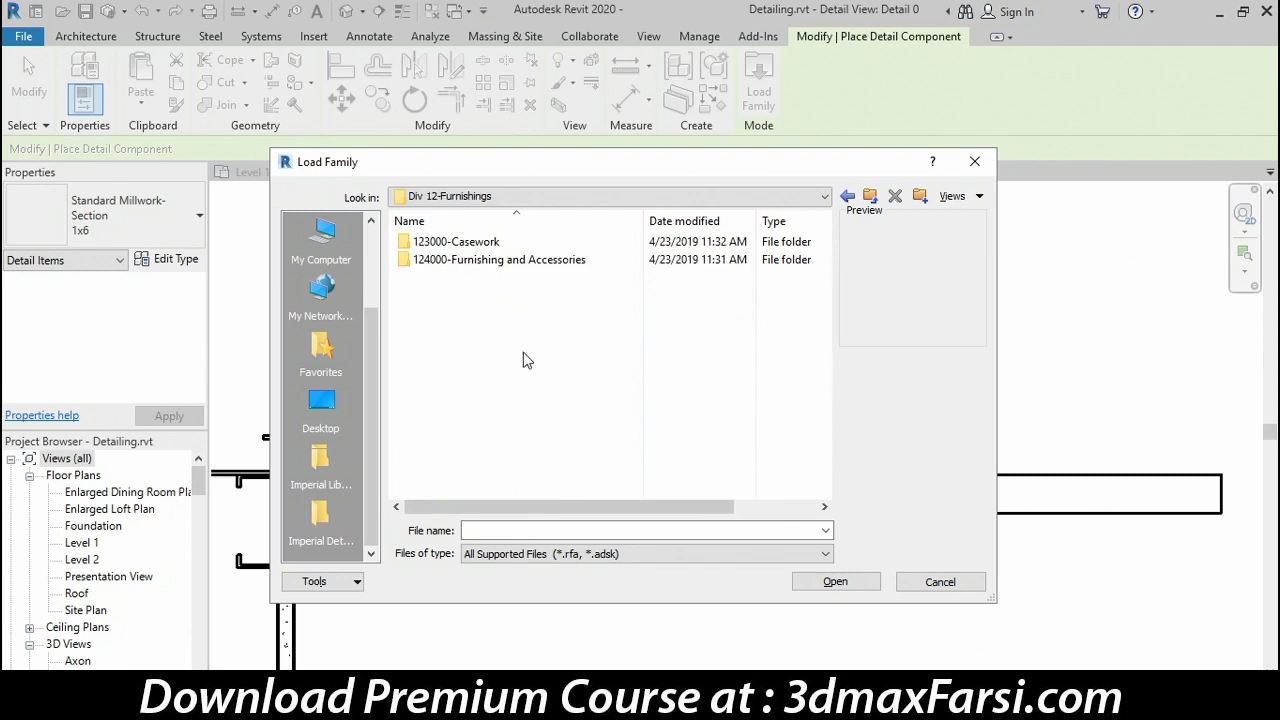 Autodesk Revit 2020 - Detailing.rvt - Detail View: Detail 0 Sign In
File Architecture Structure Steel Systems Insert Annotate Analyze Massing & Site Collaborate View Manage Add-Ins Modify | Place Detail Component
Cope
Cut
Join
Modify Paste Load
Family
Select Properties Clipboard Geometry Modify View Measure Create Mode
Modify | Place Detail Component
Properties
Standard Millwork-
Section
1x6
Detail Items Edit Type
Properties help Apply
Project Browser - Detailing.rvt
Views (all)
Floor Plans
Enlarged Dining Room Pla
Enlarged Loft Plan
Foundation
Level 1
Level 2
Presentation View
Roof
Site Plan
Ceiling Plans
3D Views
Axon
Level 1
Load Family
Look in: Div 12-Furnishings Views
Name Date modified Type
123000-Casework 4/23/2019 11:32 AM File folder
124000-Furnishing and Accessories 4/23/2019 11:31 AM File folder
Preview
My Computer
My Network...
Favorites
Desktop
Imperial Lib...
Imperial Det...
File name:
Files of type: All Supported Files (*.rfa, *.adsk)
Tools Open Cancel
2D
Download Premium Course at : 3dmaxFarsi.com